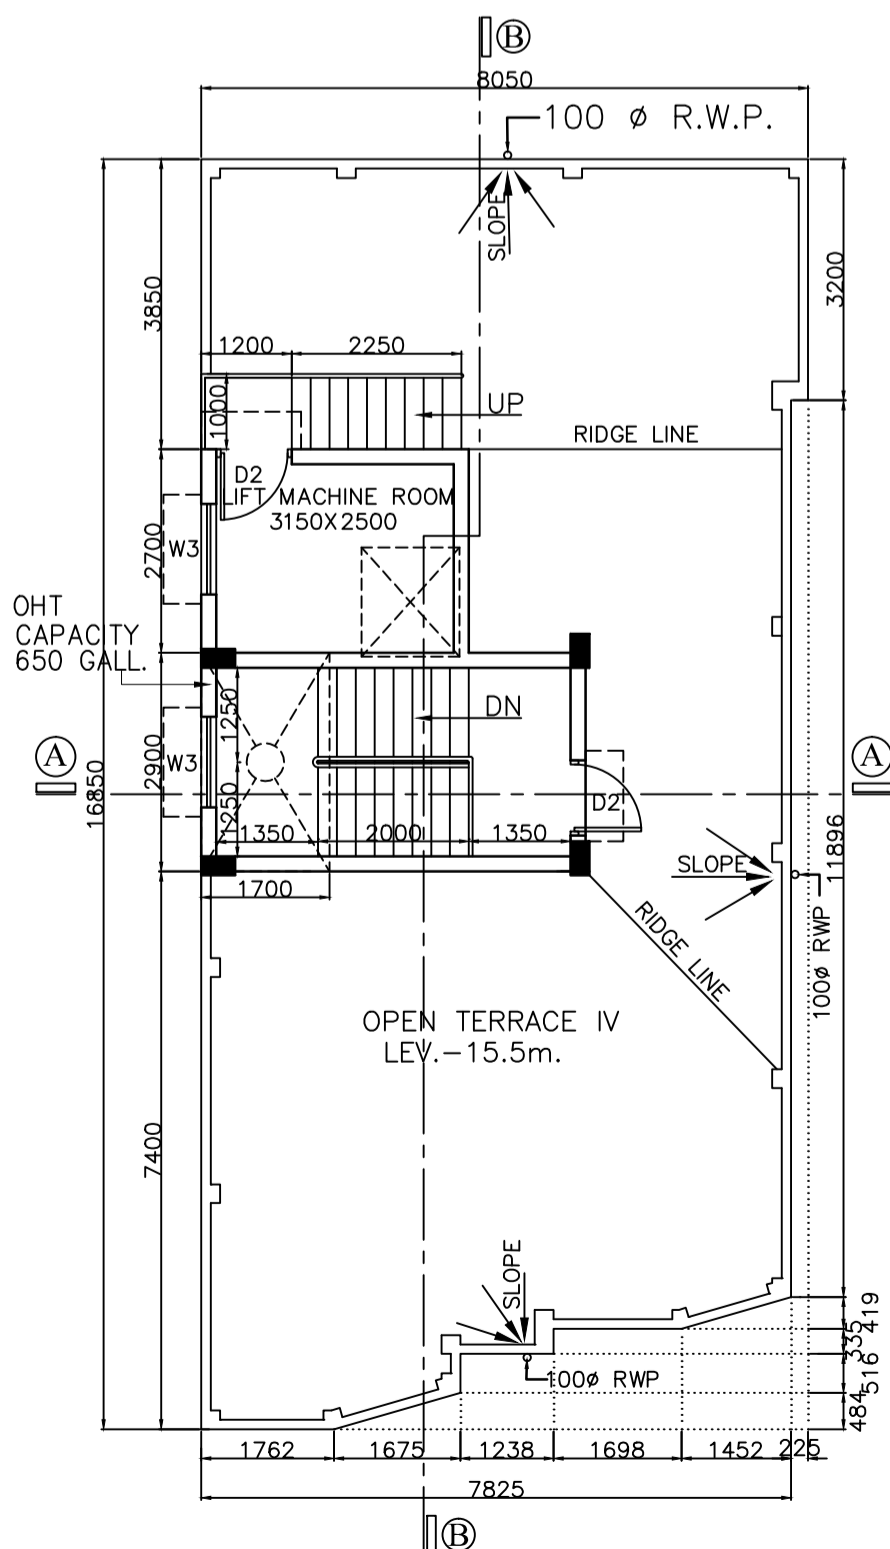 B
8050
100 ø R.W.P.
SLOPE
3850
3200
1200
2250
1000
UP
RIDGE LINE
D2
LIFT MACHINE ROOM
3150X2500
W3
2700
OHT
CAPACITY
650 GALL.
1250
DN
A
A
2900
W3
16850
1250
D2
1350
2000
1350
1700
SLOPE
11896
RIDGE LINE
100ø RWP
OPEN TERRACE IV
LEV.-15.5m.
7400
SLOPE
419
335
516
484
100ø RWP
1762
1675
1238
1698
1452
225
7825
B